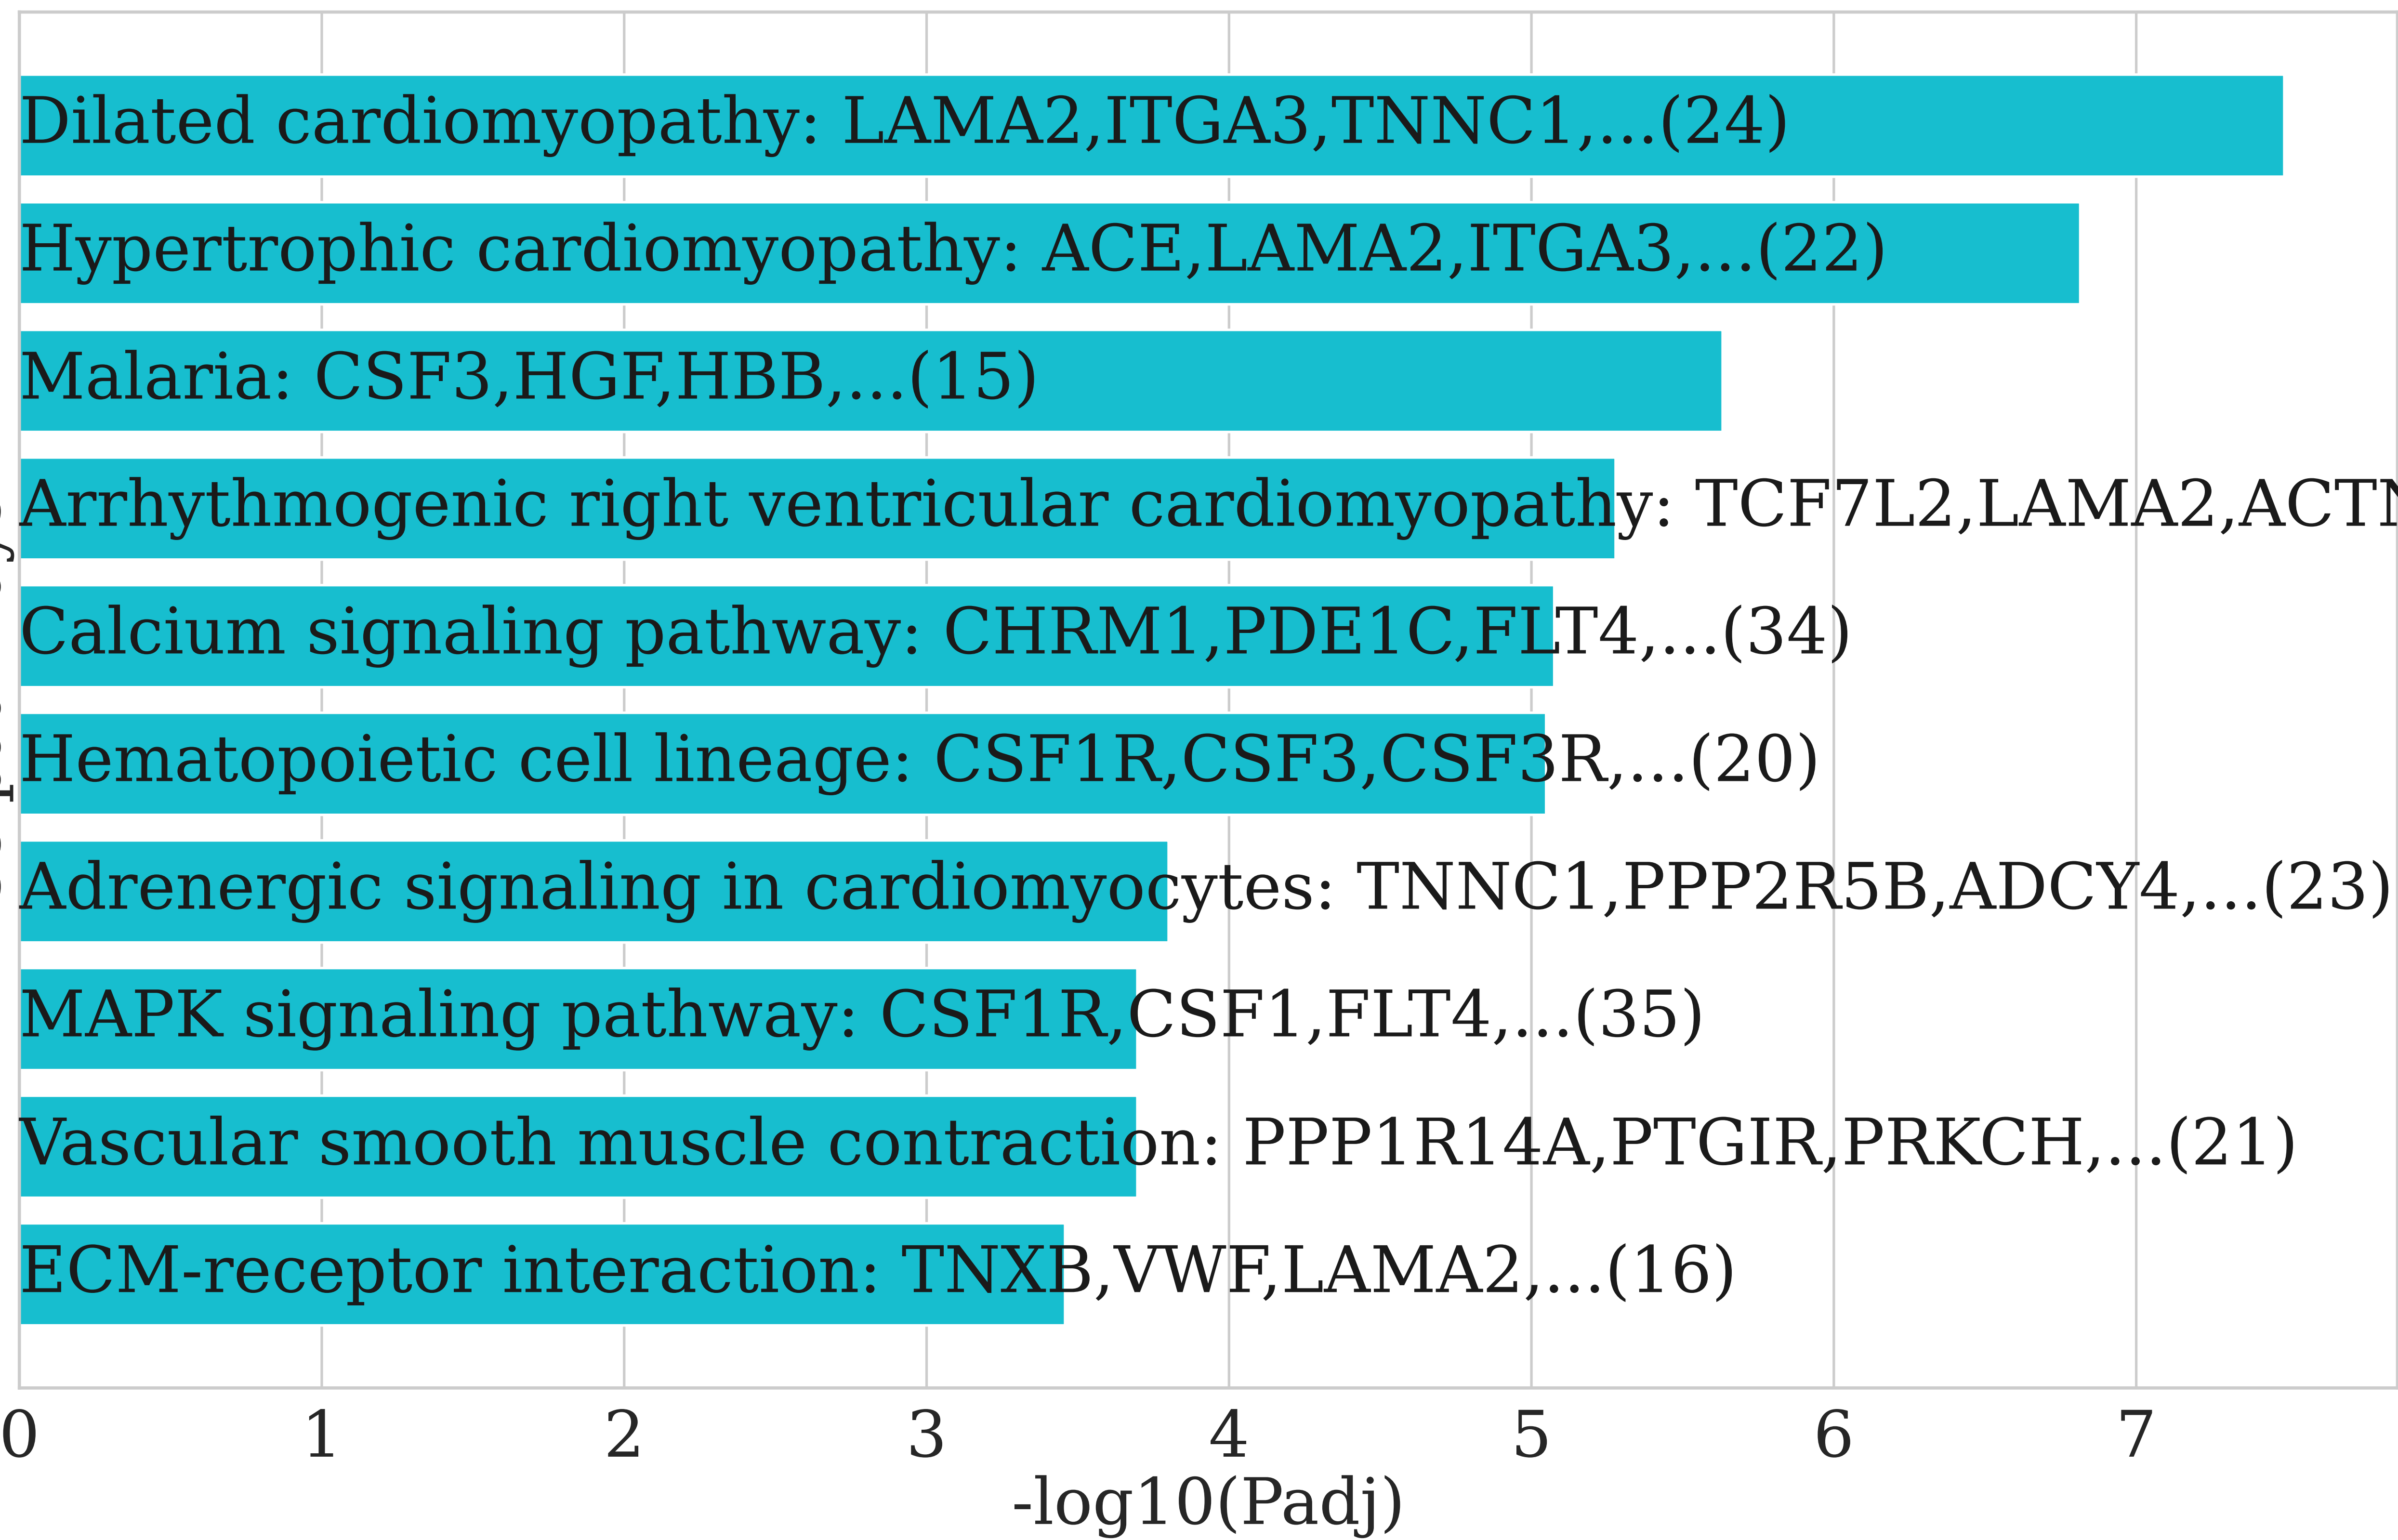 Dilated cardiomyopathy: LAMA2,ITGA3,TNNC1,...(24)
Hypertrophic cardiomyopathy: ACE,LAMA2,ITGA3,...(22)
Malaria: CSF3,HGF,HBB,...(15)
Arrhythmogenic right ventricular cardiomyopathy: TCF7L2,LAMA2,
Calcium signaling pathway: CHRM1,PDE1C,FLT4,...(34)
Hematopoietic cell lineage: CSF1R,CSF3,CSF3R,...(20)
Adrenergic signaling in cardiomyocytes: TNNC1,PPP2R5B,ADCY4,...(23)
MAPK signaling pathway: CSF1R,CSF1,FLT4,...(35)
Vascular smooth muscle contraction: PPP1R14A,PTGIR,PRKCH,...(21)
ECM-receptor interaction: TNXB,VWF,LAMA2,...(16)
0 1 2 3 4 5 6 7
-log10(Padj)